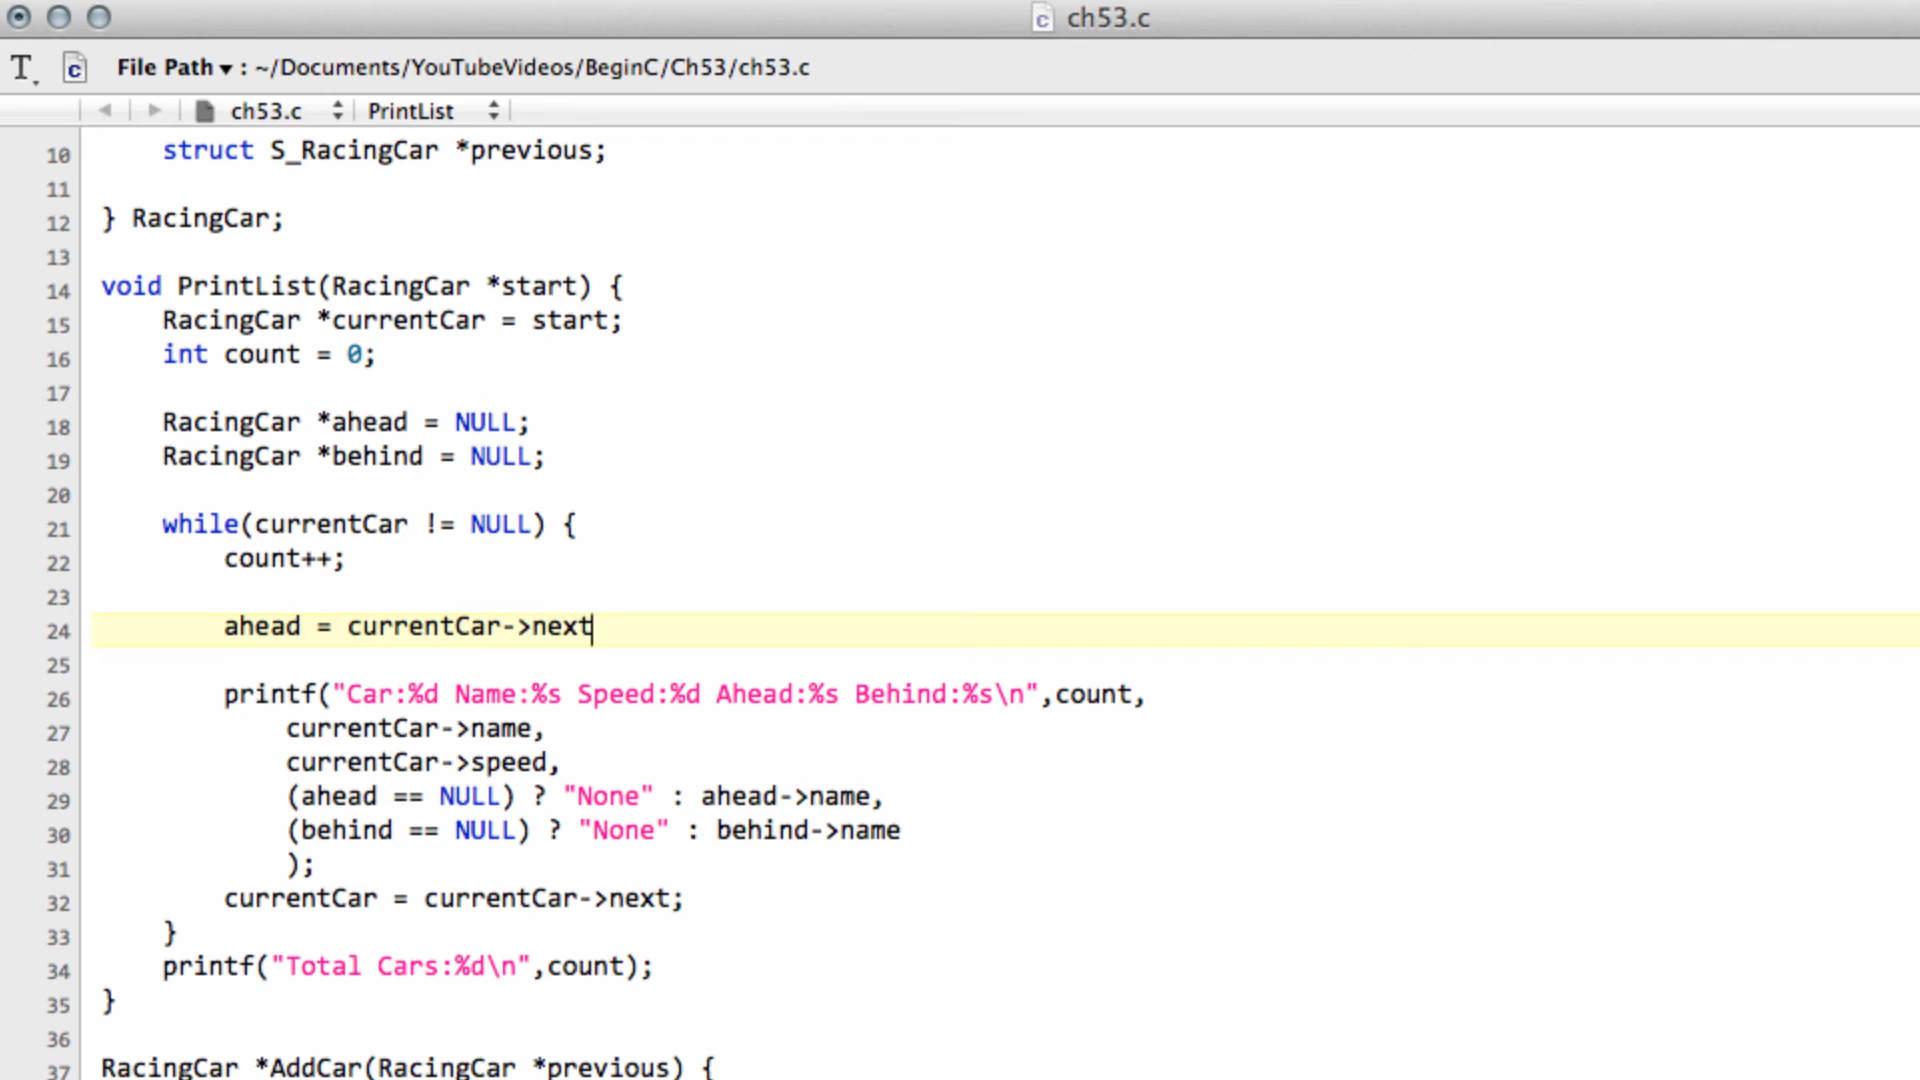 ch53.c
T File Path : ~/Documents/YouTubeVideos/BeginC/Ch53/ch53.c
ch53.c PrintList
10 struct S_RacingCar *previous;
11
12 } RacingCar;
13
14 void PrintList(RacingCar *start) {
15 RacingCar *currentCar = start;
16 int count = 0;
17
18 RacingCar *ahead = NULL;
19 RacingCar *behind = NULL;
20
21 while(currentCar != NULL) {
22 count++;
23
24 ahead = currentCar->next
25
26 printf("Car:%d Name:%s Speed:%d Ahead:%s Behind:%s\n",count,
27 currentCar->name,
28 currentCar->speed,
29 (ahead == NULL) ? "None" : ahead->name,
30 (behind == NULL) ? "None" : behind->name
31 );
32 currentCar = currentCar->next;
33 }
34 printf("Total Cars:%d\n",count);
35 }
36
37 RacingCar *AddCar(RacingCar *previous) {